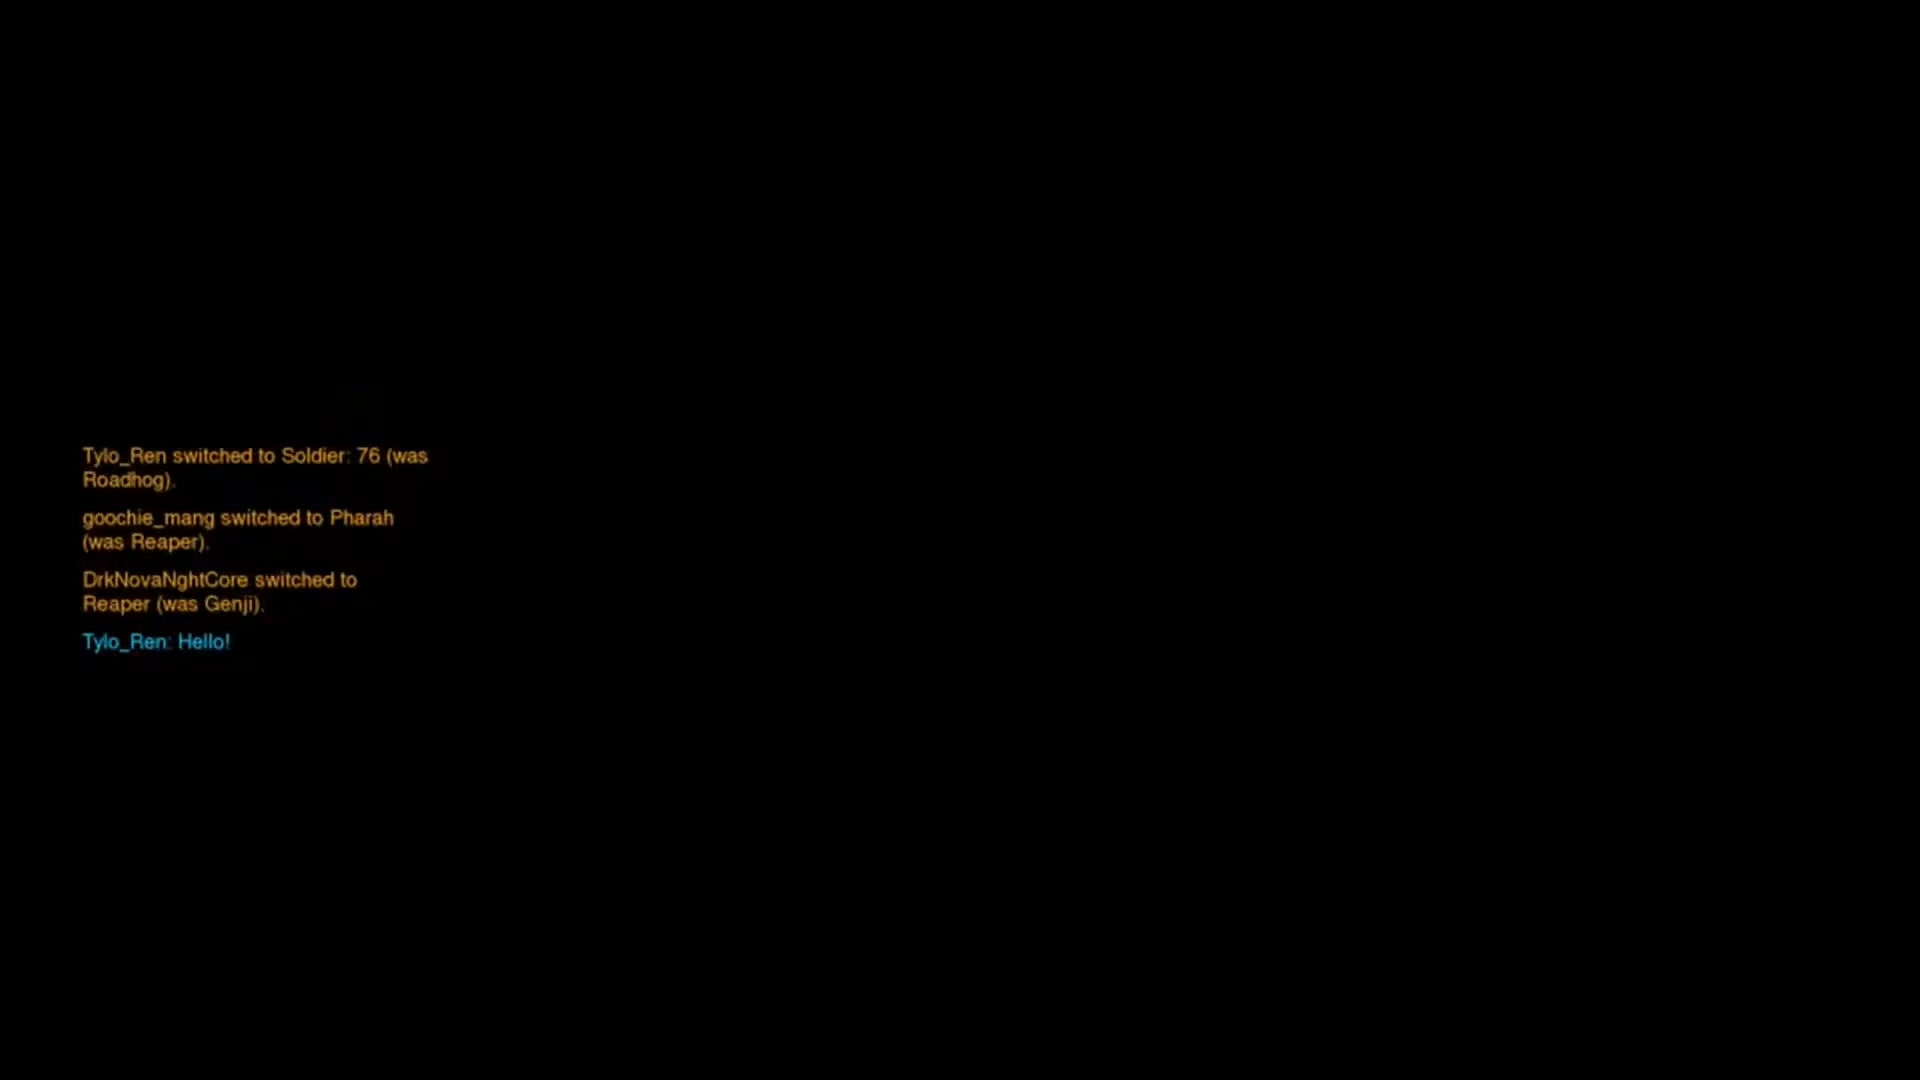 Tylo_Ren switched to Soldier: 76 (was
Roadhog).
goochie_mang switched to Pharah
(was Reaper).
DrkNovaNghtCore switched to
Reaper (was Genji).
Tylo_Ren: Hello!